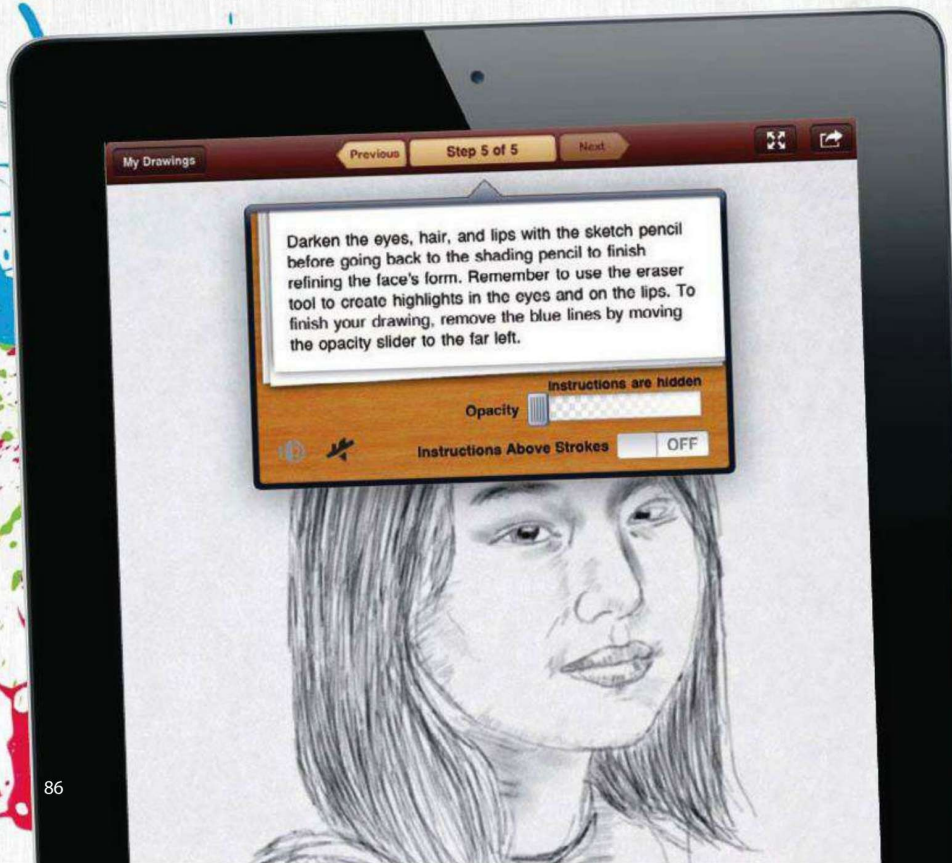 My Drawings
Previous
Step 5 of 5
Next
Darken the eyes, hair, and lips with the sketch pencil
before going back to the shading pencil to finish
refining the face's form. Remember to use the eraser
tool to create highlights in the eyes and on the lips. To
finish your drawing, remove the blue lines by moving
the opacity slider to the far left.
Instructions are hidden
Opacity
Instructions Above Strokes
OFF
86